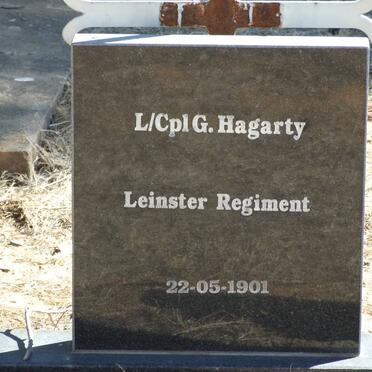 L/Cpl G. Hagarty
Leinster Regiment
22-05-1901